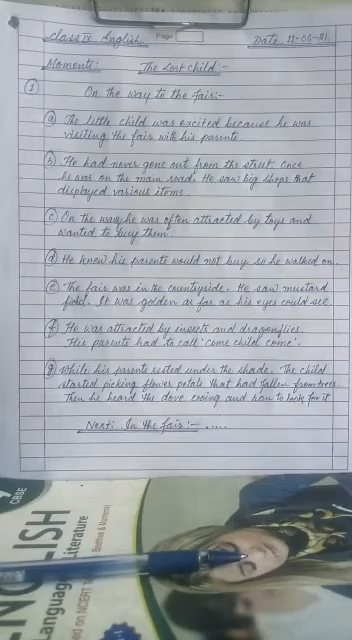 Class IX English.
Page
Date. 11-06-21.
Moments: The Lost Child:-
① On the way to the fair:-
ⓐ The little child was excited because he was
visiting the fair with his parents.
ⓑ He had never gone out from the street once
he was on the main road. He saw big shops that
displayed various items.
ⓒ On the way he was often attracted by toys and
wanted to buy them.
ⓓ He knew his parents would not buy so he walked on.
ⓔ The fair was in the countryside. He saw mustard
field. It was golden as far as his eyes could see.
ⓕ He was attracted by insects and dragonflies.
His parents had to call 'come child come'.
ⓖ While his parents rested under the shade. The child
started picking flower petals that had fallen from trees.
Then he heard the dove cooing and ran to look for it
Next: In the fair:- .....
CBSE
Language
Literature
Beehive & Moments
ed on NCERT